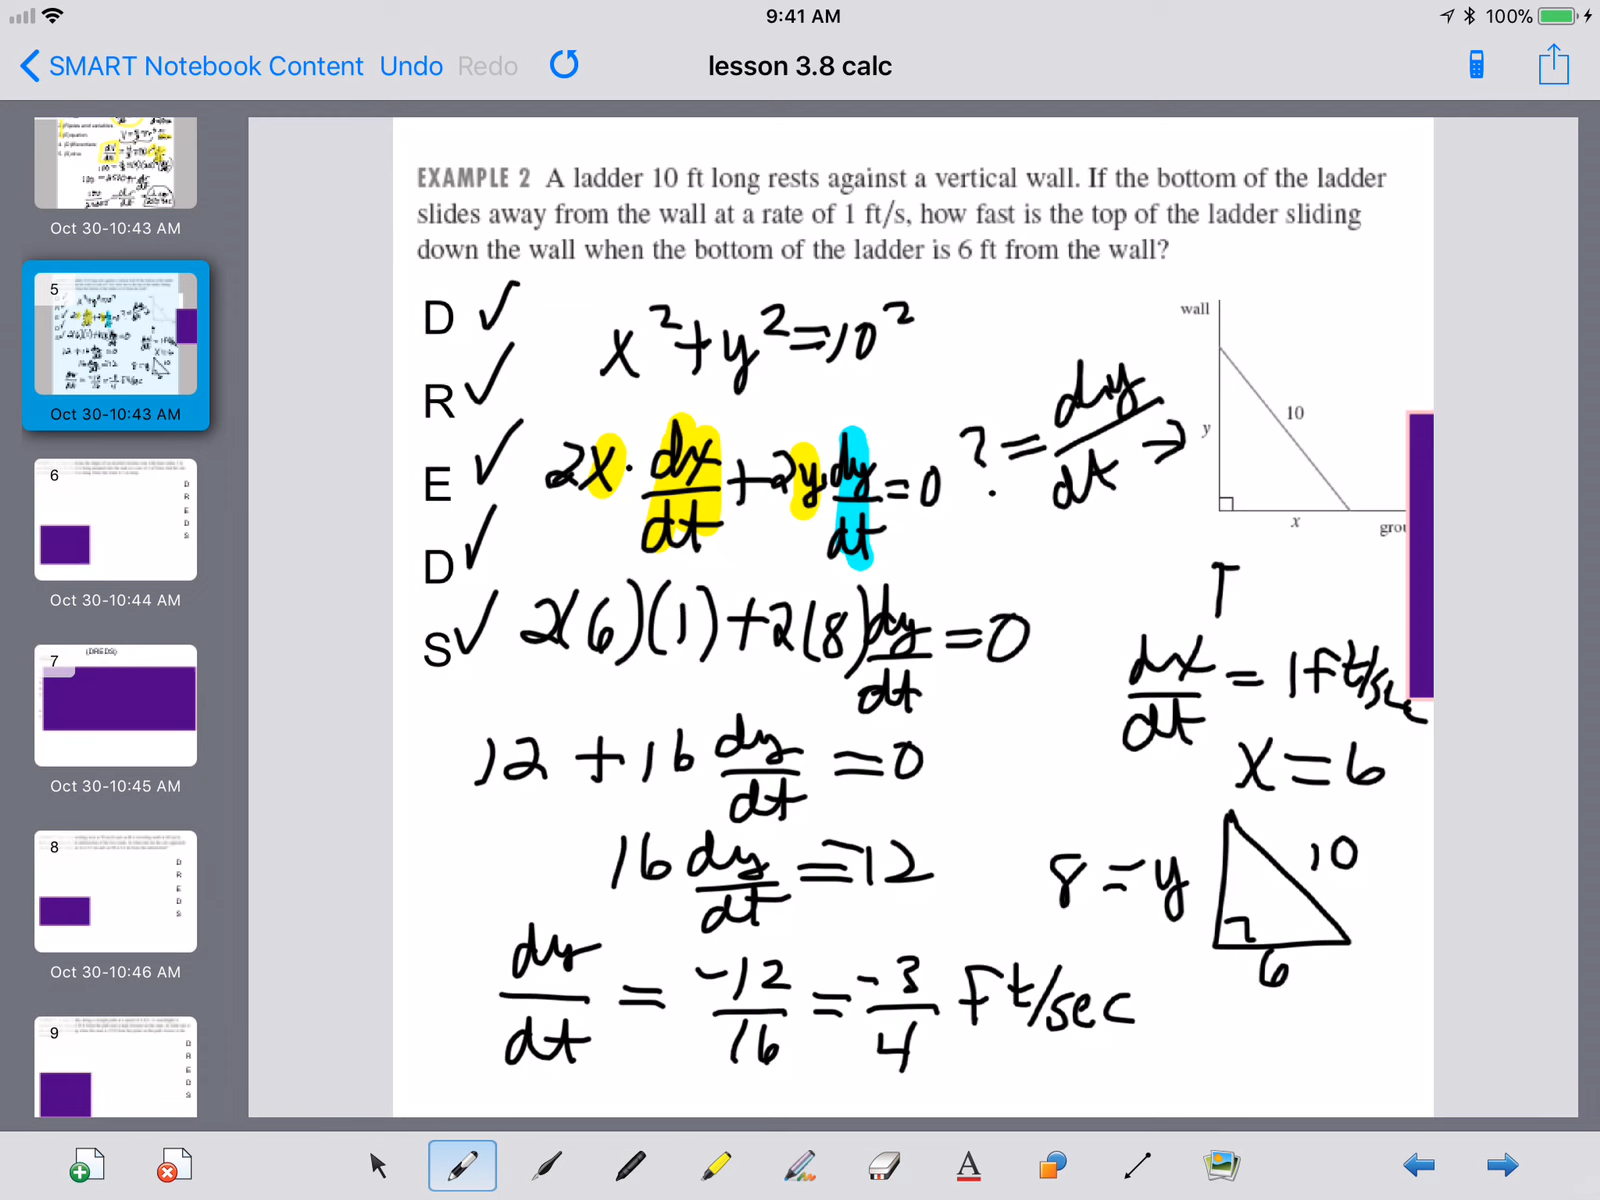 9:41 AM
100%
SMART Notebook Content Undo Redo
lesson 3.8 calc
Oct 30-10:43 AM
5
Oct 30-10:43 AM
6
D
R
E
D
S
Oct 30-10:44 AM
7
(DREDS)
Oct 30-10:45 AM
8
D
R
E
D
S
Oct 30-10:46 AM
9
D
R
E
D
S
EXAMPLE 2 A ladder 10 ft long rests against a vertical wall. If the bottom of the ladder
slides away from the wall at a rate of 1 ft/s, how fast is the top of the ladder sliding
down the wall when the bottom of the ladder is 6 ft from the wall?
D ✓
R ✓
E ✓
D ✓
S ✓
x² + y² = 10²
2x · dx/dt + 2y · dy/dt = 0
? = dy/dt →
2(6)(1) + 2(8) dy/dt = 0
12 + 16 dy/dt = 0
16 dy/dt = -12
dy/dt = -12/16 = -3/4 ft/sec
wall
10
y
x
dx/dt = 1 ft/sec
x = 6
8 = y
10
6
A